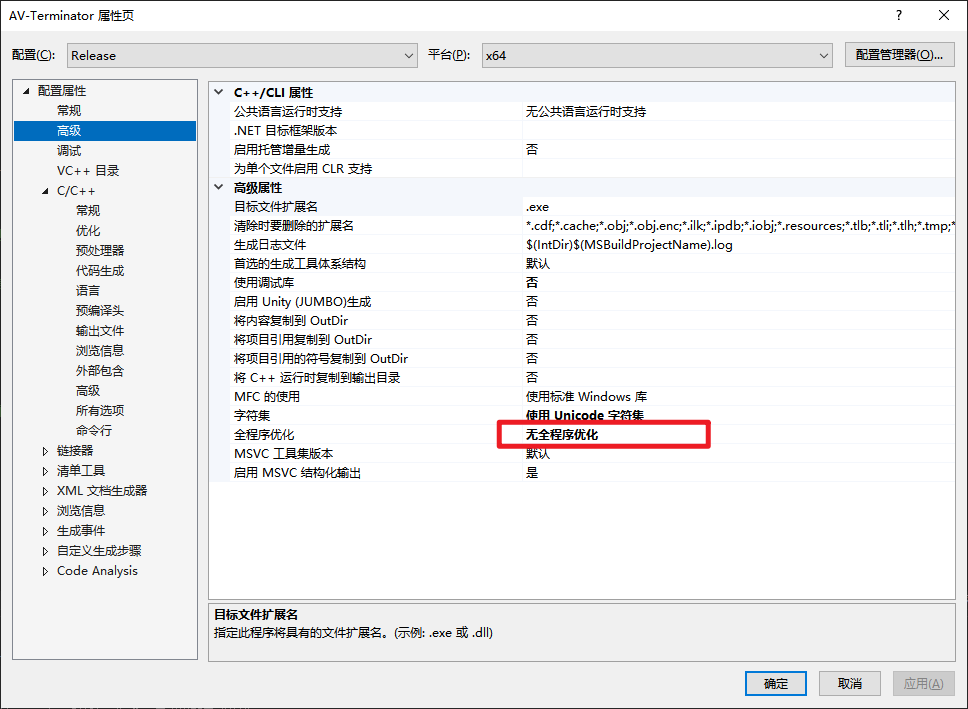 AV-Terminator 属性页
配置(C): Release 平台(P): x64 配置管理器(O)...
配置属性
常规
高级
调试
VC++ 目录
C/C++
常规
优化
预处理器
代码生成
语言
预编译头
输出文件
浏览信息
外部包含
高级
所有选项
命令行
链接器
清单工具
XML 文档生成器
浏览信息
生成事件
自定义生成步骤
Code Analysis
C++/CLI 属性
公共语言运行时支持 无公共语言运行时支持
.NET 目标框架版本
启用托管增量生成 否
为单个文件启用 CLR 支持
高级属性
目标文件扩展名 .exe
清除时要删除的扩展名 *.cdf;*.cache;*.obj;*.obj.enc;*.ilk;*.ipdb;*.iobj;*.resources;*.tlb;*.tli;*.tlh;*.tmp;*
生成日志文件 $(IntDir)$(MSBuildProjectName).log
首选的生成工具体系结构 默认
使用调试库 否
启用 Unity (JUMBO)生成 否
将内容复制到 OutDir 否
将项目引用复制到 OutDir 否
将项目引用的符号复制到 OutDir 否
将 C++ 运行时复制到输出目录 否
MFC 的使用 使用标准 Windows 库
字符集 使用 Unicode 字符集
全程序优化 无全程序优化
MSVC 工具集版本 默认
启用 MSVC 结构化输出 是
目标文件扩展名
指定此程序将具有的文件扩展名。(示例: .exe 或 .dll)
确定 取消 应用(A)